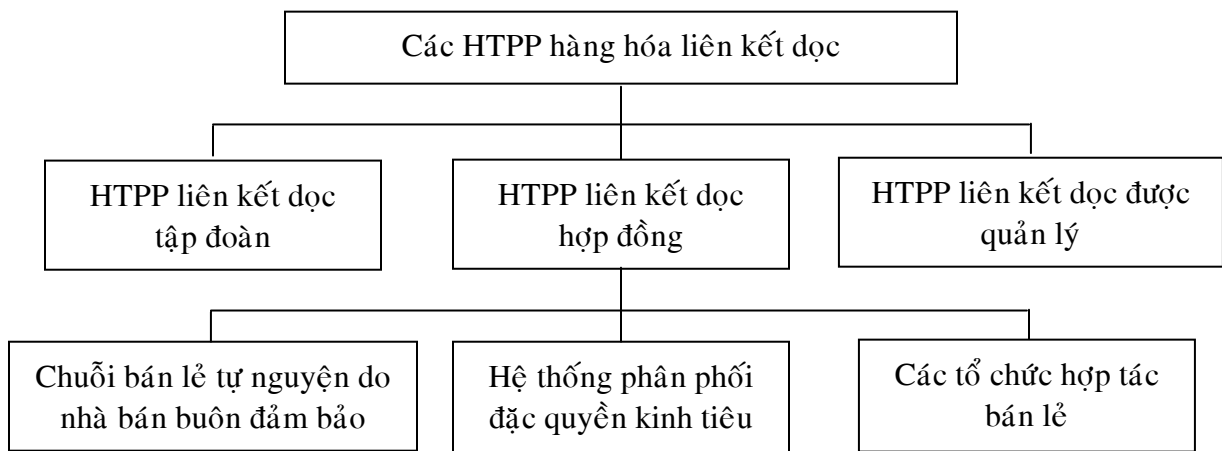 Các HTPP hàng hóa liên kết dọc
HTPP liên kết dọc
tập đoàn
HTPP liên kết dọc
hợp đồng
HTPP liên kết dọc được
quản lý
Chuỗi bán lẻ tự nguyện do
nhà bán buôn đảm bảo
Hệ thống phân phối
đặc quyền kinh tiêu
Các tổ chức hợp tác
bán lẻ